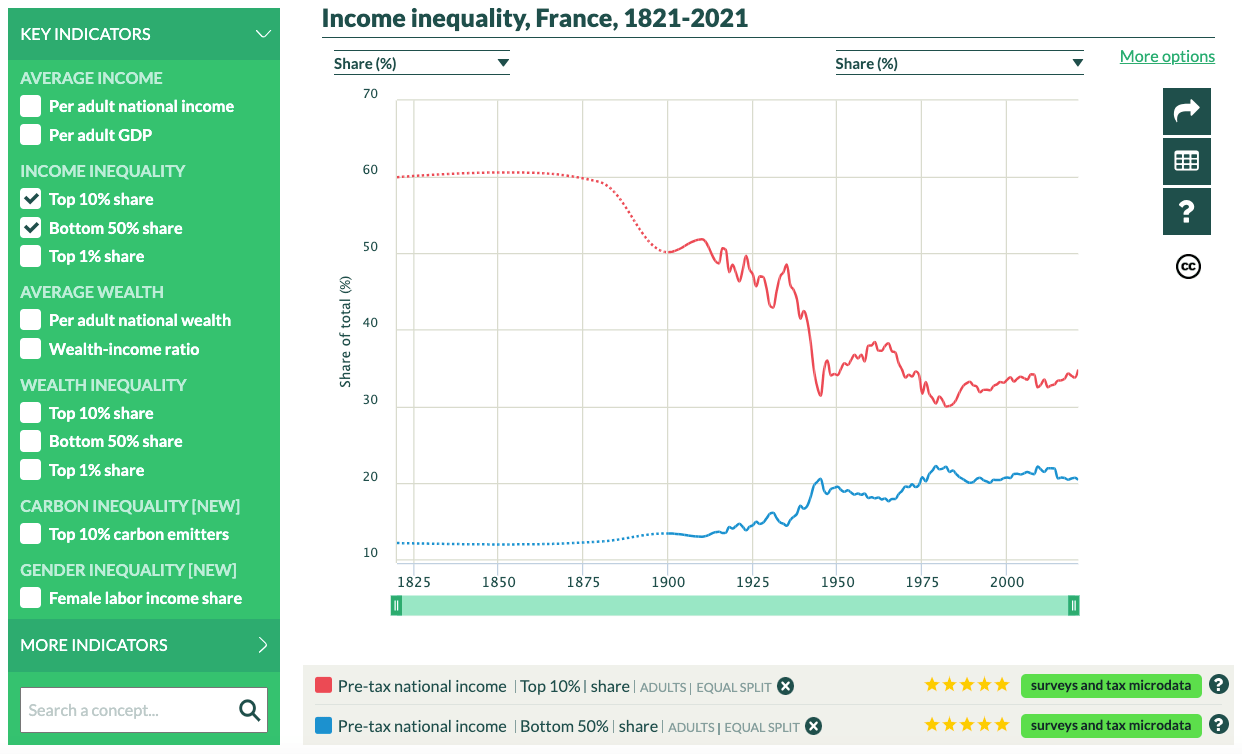 KEY INDICATORS
AVERAGE INCOME
Per adult national income
Per adult GDP
INCOME INEQUALITY
Top 10% share
Bottom 50% share
Top 1% share
AVERAGE WEALTH
Per adult national wealth
Wealth-income ratio
WEALTH INEQUALITY
Top 10% share
Bottom 50% share
Top 1% share
CARBON INEQUALITY [NEW]
Top 10% carbon emitters
GENDER INEQUALITY [NEW]
Female labor income share
MORE INDICATORS
Search a concept...
Income inequality, France, 1821-2021
Share (%)
Share (%)
More options
?
cc
Share of total (%)
70
60
50
40
30
20
10
1825 1850 1875 1900 1925 1950 1975 2000
Pre-tax national income | Top 10% | share | ADULTS | EQUAL SPLIT surveys and tax microdata ?
Pre-tax national income | Bottom 50% | share | ADULTS | EQUAL SPLIT surveys and tax microdata ?